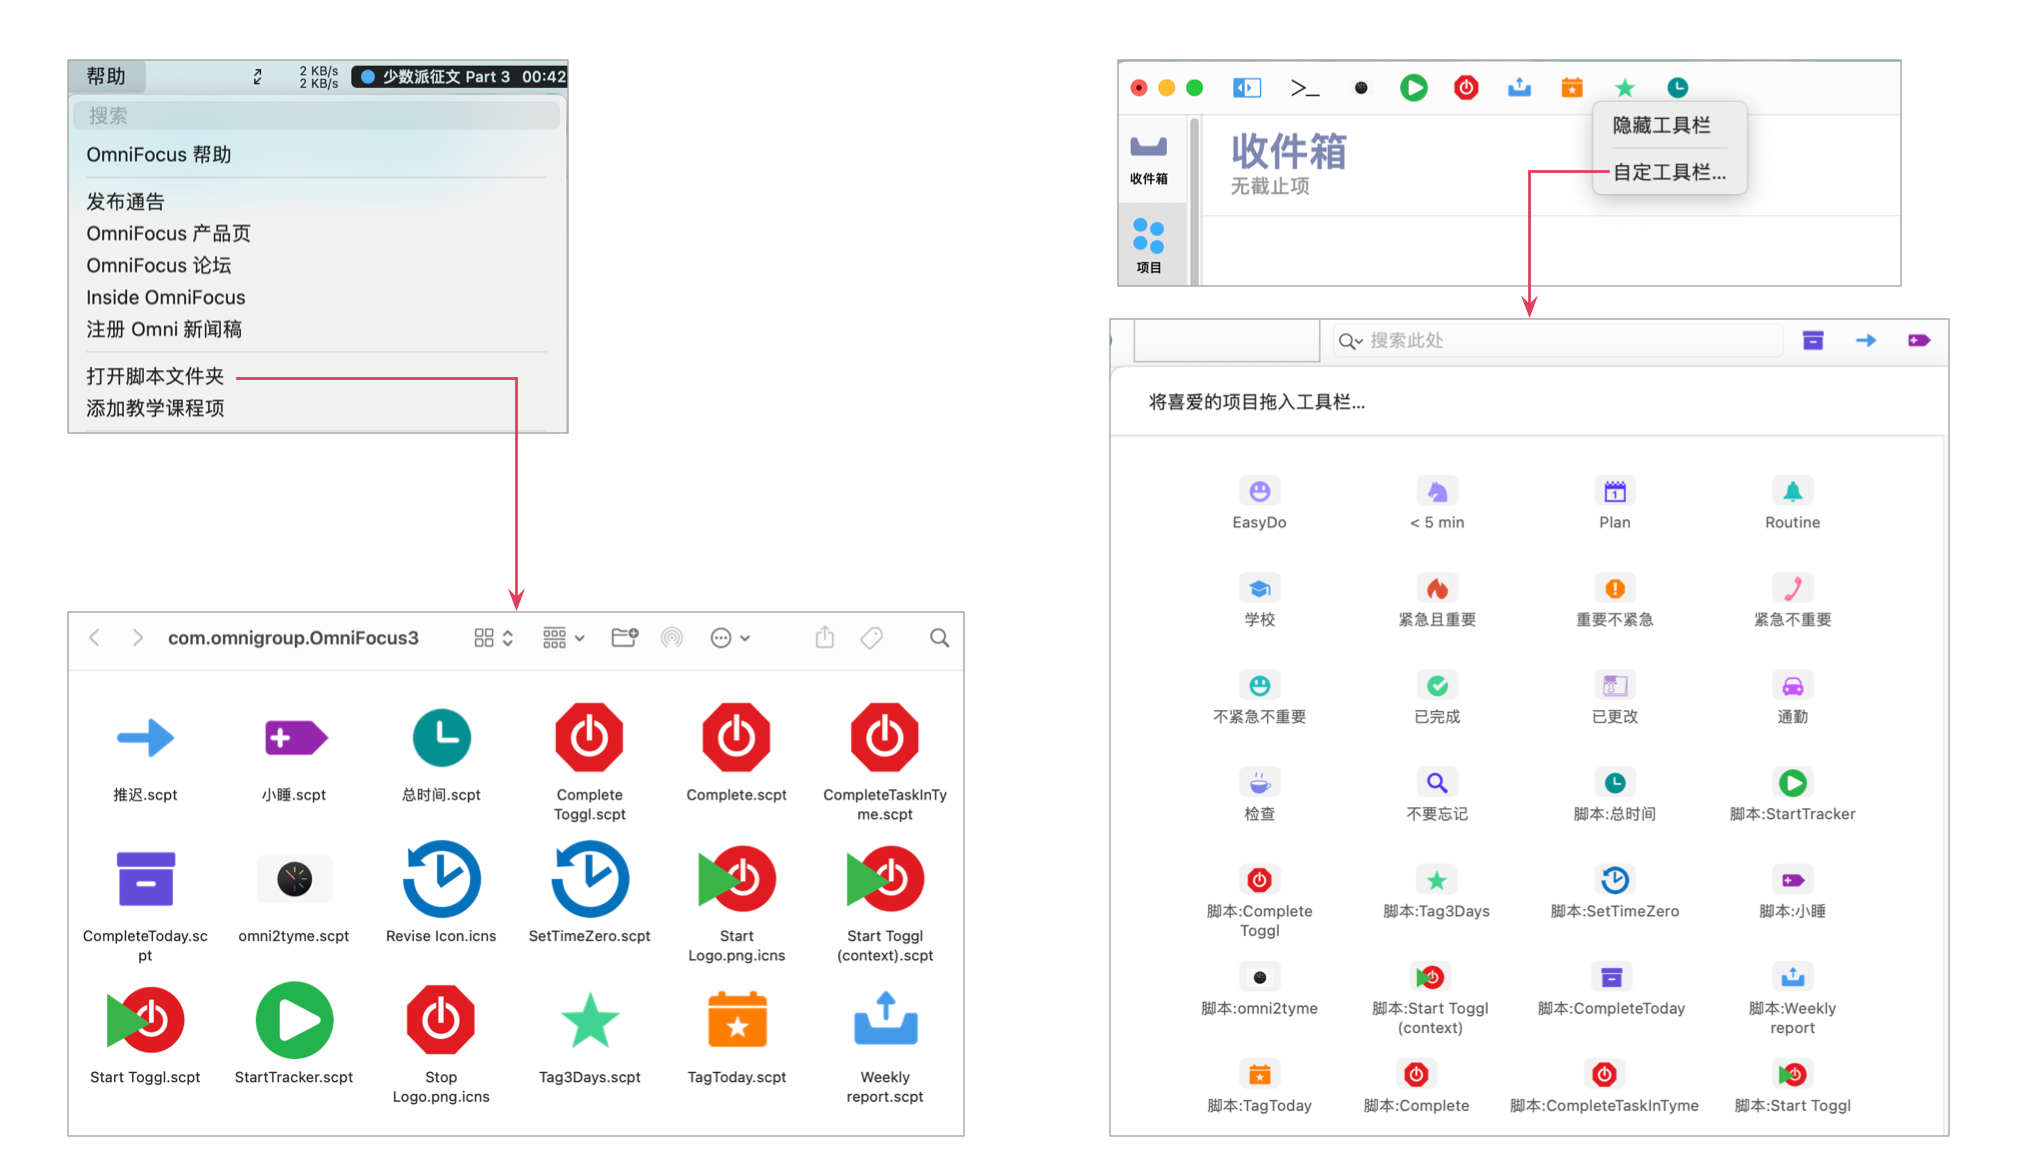 帮助
2 KB/s
2 KB/s
少数派征文 Part 3 00:42
搜索
OmniFocus 帮助
发布通告
OmniFocus 产品页
OmniFocus 论坛
Inside OmniFocus
注册 Omni 新闻稿
打开脚本文件夹
添加教学课程项
com.omnigroup.OmniFocus3
推迟.scpt
小睡.scpt
总时间.scpt
Complete
Toggl.scpt
Complete.scpt
CompleteTaskInTy
me.scpt
CompleteToday.sc
pt
omni2tyme.scpt
Revise Icon.icns
SetTimeZero.scpt
Start
Logo.png.icns
Start Toggl
(context).scpt
Start Toggl.scpt
StartTracker.scpt
Stop
Logo.png.icns
Tag3Days.scpt
TagToday.scpt
Weekly
report.scpt
收件箱
无截止项
收件箱
项目
隐藏工具栏
自定工具栏...
搜索此处
将喜爱的项目拖入工具栏...
EasyDo
< 5 min
1
Plan
Routine
学校
紧急且重要
重要不紧急
紧急不重要
不紧急不重要
已完成
已更改
通勤
检查
不要忘记
脚本:总时间
脚本:StartTracker
脚本:Complete
Toggl
脚本:Tag3Days
脚本:SetTimeZero
脚本:小睡
脚本:omni2tyme
脚本:Start Toggl
(context)
脚本:CompleteToday
脚本:Weekly
report
脚本:TagToday
脚本:Complete
脚本:CompleteTaskInTyme
脚本:Start Toggl